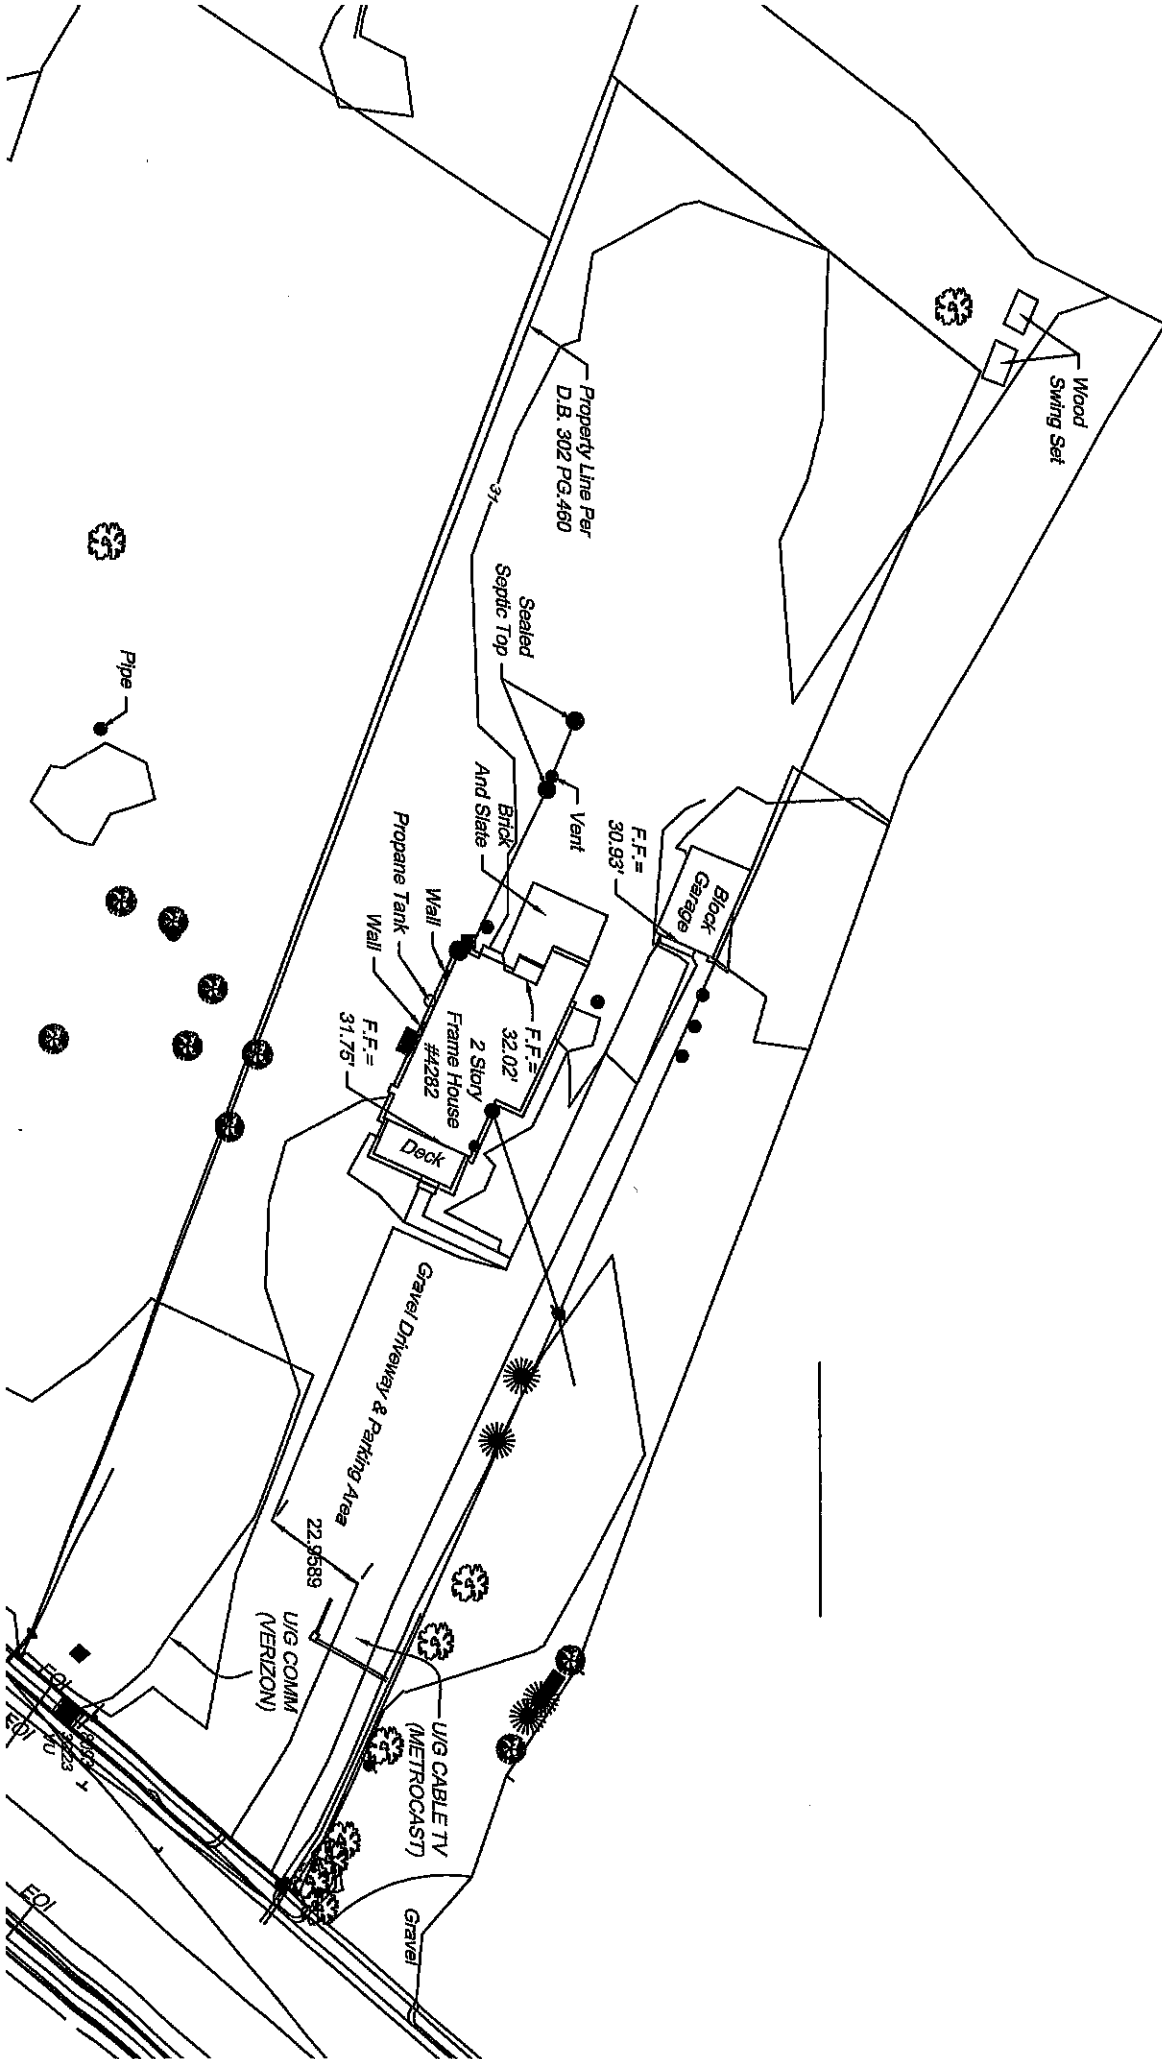 Wood
Swing Set
Property Line Per
D.B. 302 PG.460
31
Sealed
Septic Top
Vent
Brick
And Slate
F.F.=
30.93'
Block
Garage
Propane Tank
Wall
Wall
F.F.=
32.02'
2 Story
Frame House
#4282
F.F.=
31.75'
Deck
Pipe
Gravel Driveway & Parking Area
22.9589
U/G COMM
(VERIZON)
U/G CABLE TV
(METROCAST)
Gravel
EOI
EOI
EOI